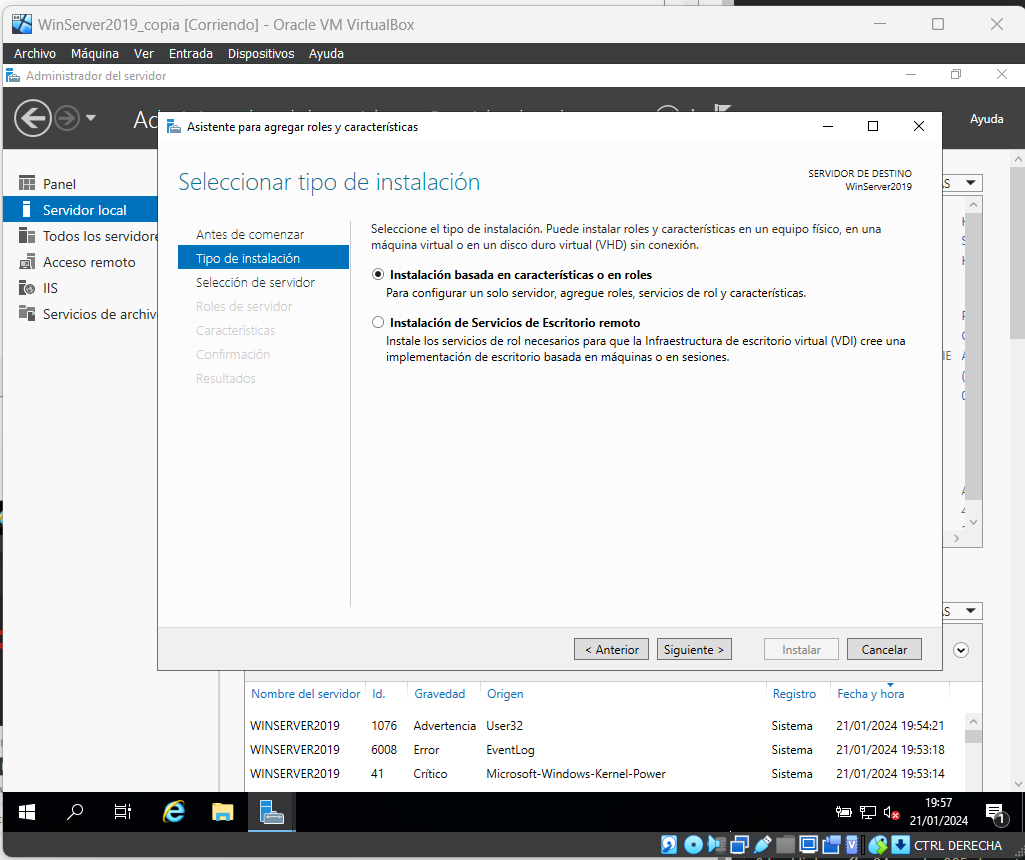 WinServer2019_copia [Corriendo] - Oracle VM VirtualBox
Archivo Máquina Ver Entrada Dispositivos Ayuda
Administrador del servidor
Ayuda
Asistente para agregar roles y características
Seleccionar tipo de instalación
SERVIDOR DE DESTINO
WinServer2019
Panel
Servidor local
Todos los servidore
Acceso remoto
IIS
Servicios de archiv
Antes de comenzar
Tipo de instalación
Selección de servidor
Roles de servidor
Características
Confirmación
Resultados
Seleccione el tipo de instalación. Puede instalar roles y características en un equipo físico, en una
máquina virtual o en un disco duro virtual (VHD) sin conexión.
Instalación basada en características o en roles
Para configurar un solo servidor, agregue roles, servicios de rol y características.
Instalación de Servicios de Escritorio remoto
Instale los servicios de rol necesarios para que la Infraestructura de escritorio virtual (VDI) cree una
implementación de escritorio basada en máquinas o en sesiones.
< Anterior Siguiente > Instalar Cancelar
Nombre del servidor Id. Gravedad Origen Registro Fecha y hora
WINSERVER2019 1076 Advertencia User32 Sistema 21/01/2024 19:54:21
WINSERVER2019 6008 Error EventLog Sistema 21/01/2024 19:53:18
WINSERVER2019 41 Crítico Microsoft-Windows-Kernel-Power Sistema 21/01/2024 19:53:14
19:57
21/01/2024
1
CTRL DERECHA